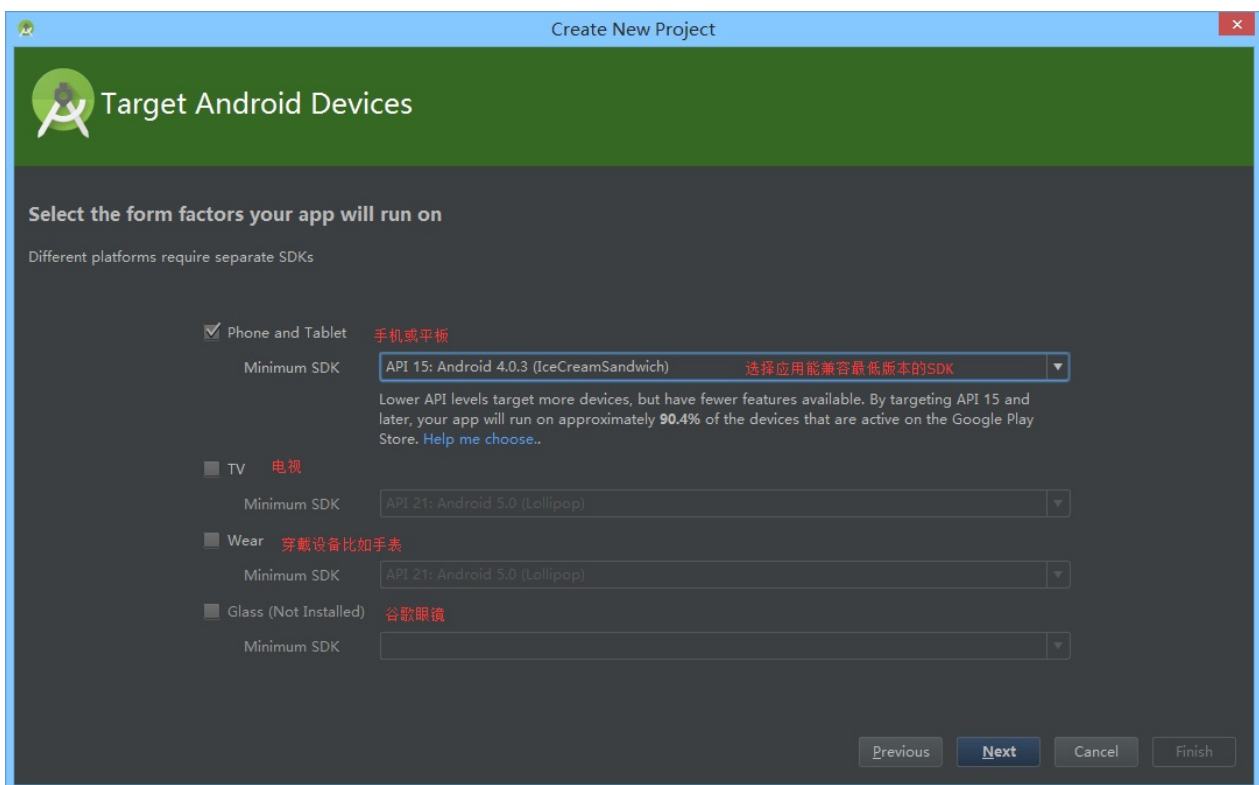 Create New Project
Target Android Devices
Select the form factors your app will run on
Different platforms require separate SDKs
Phone and Tablet 手机或平板
Minimum SDK API 15: Android 4.0.3 (IceCreamSandwich) 选择应用能兼容最低版本的SDK
Lower API levels target more devices, but have fewer features available. By targeting API 15 and
later, your app will run on approximately 90.4% of the devices that are active on the Google Play
Store. Help me choose..
TV 电视
Minimum SDK API 21: Android 5.0 (Lollipop)
Wear 穿戴设备比如手表
Minimum SDK API 21: Android 5.0 (Lollipop)
Glass (Not Installed) 谷歌眼镜
Minimum SDK
Previous Next Cancel Finish